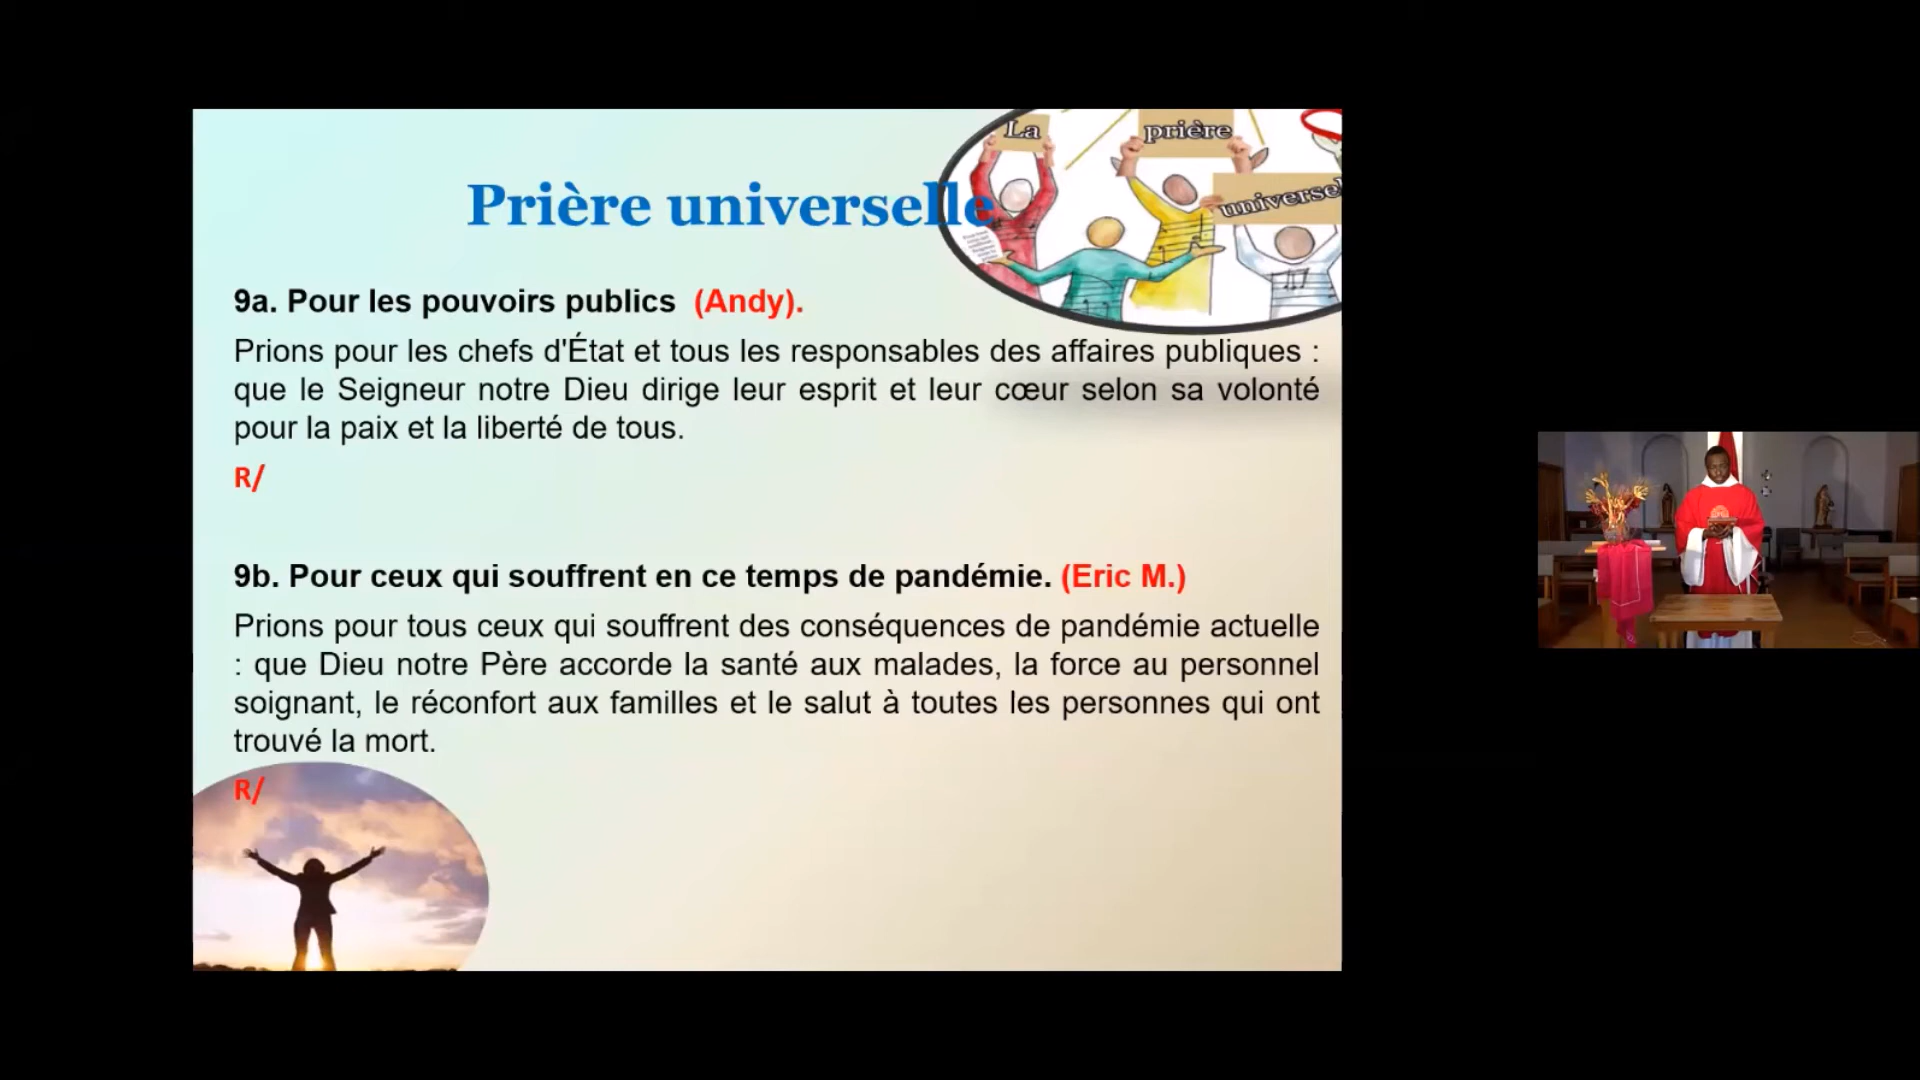 La
prière
universel
Prière universelle
9a. Pour les pouvoirs publics (Andy).
Prions pour les chefs d'État et tous les responsables des affaires publiques :
que le Seigneur notre Dieu dirige leur esprit et leur cœur selon sa volonté
pour la paix et la liberté de tous.
R/
9b. Pour ceux qui souffrent en ce temps de pandémie. (Eric M.)
Prions pour tous ceux qui souffrent des conséquences de pandémie actuelle
: que Dieu notre Père accorde la santé aux malades, la force au personnel
soignant, le réconfort aux familles et le salut à toutes les personnes qui ont
trouvé la mort.
R/